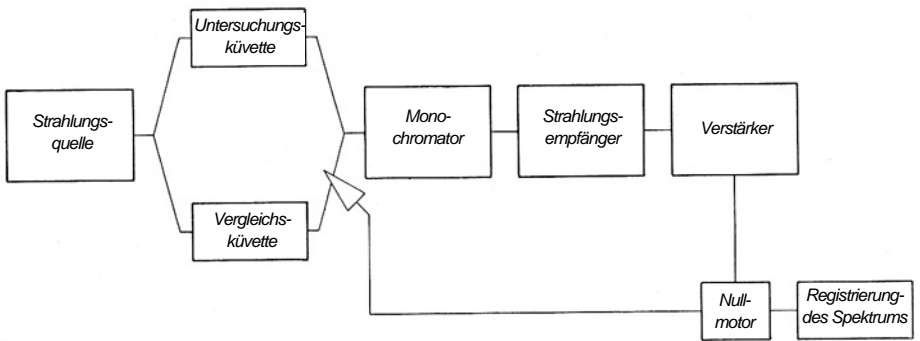 Untersuchungs-
küvette
Strahlungs-
quelle
Mono-
chromator
Strahlungs-
empfänger
Verstärker
Vergleichs-
küvette
Null-
motor
Registrierung-
des Spektrums